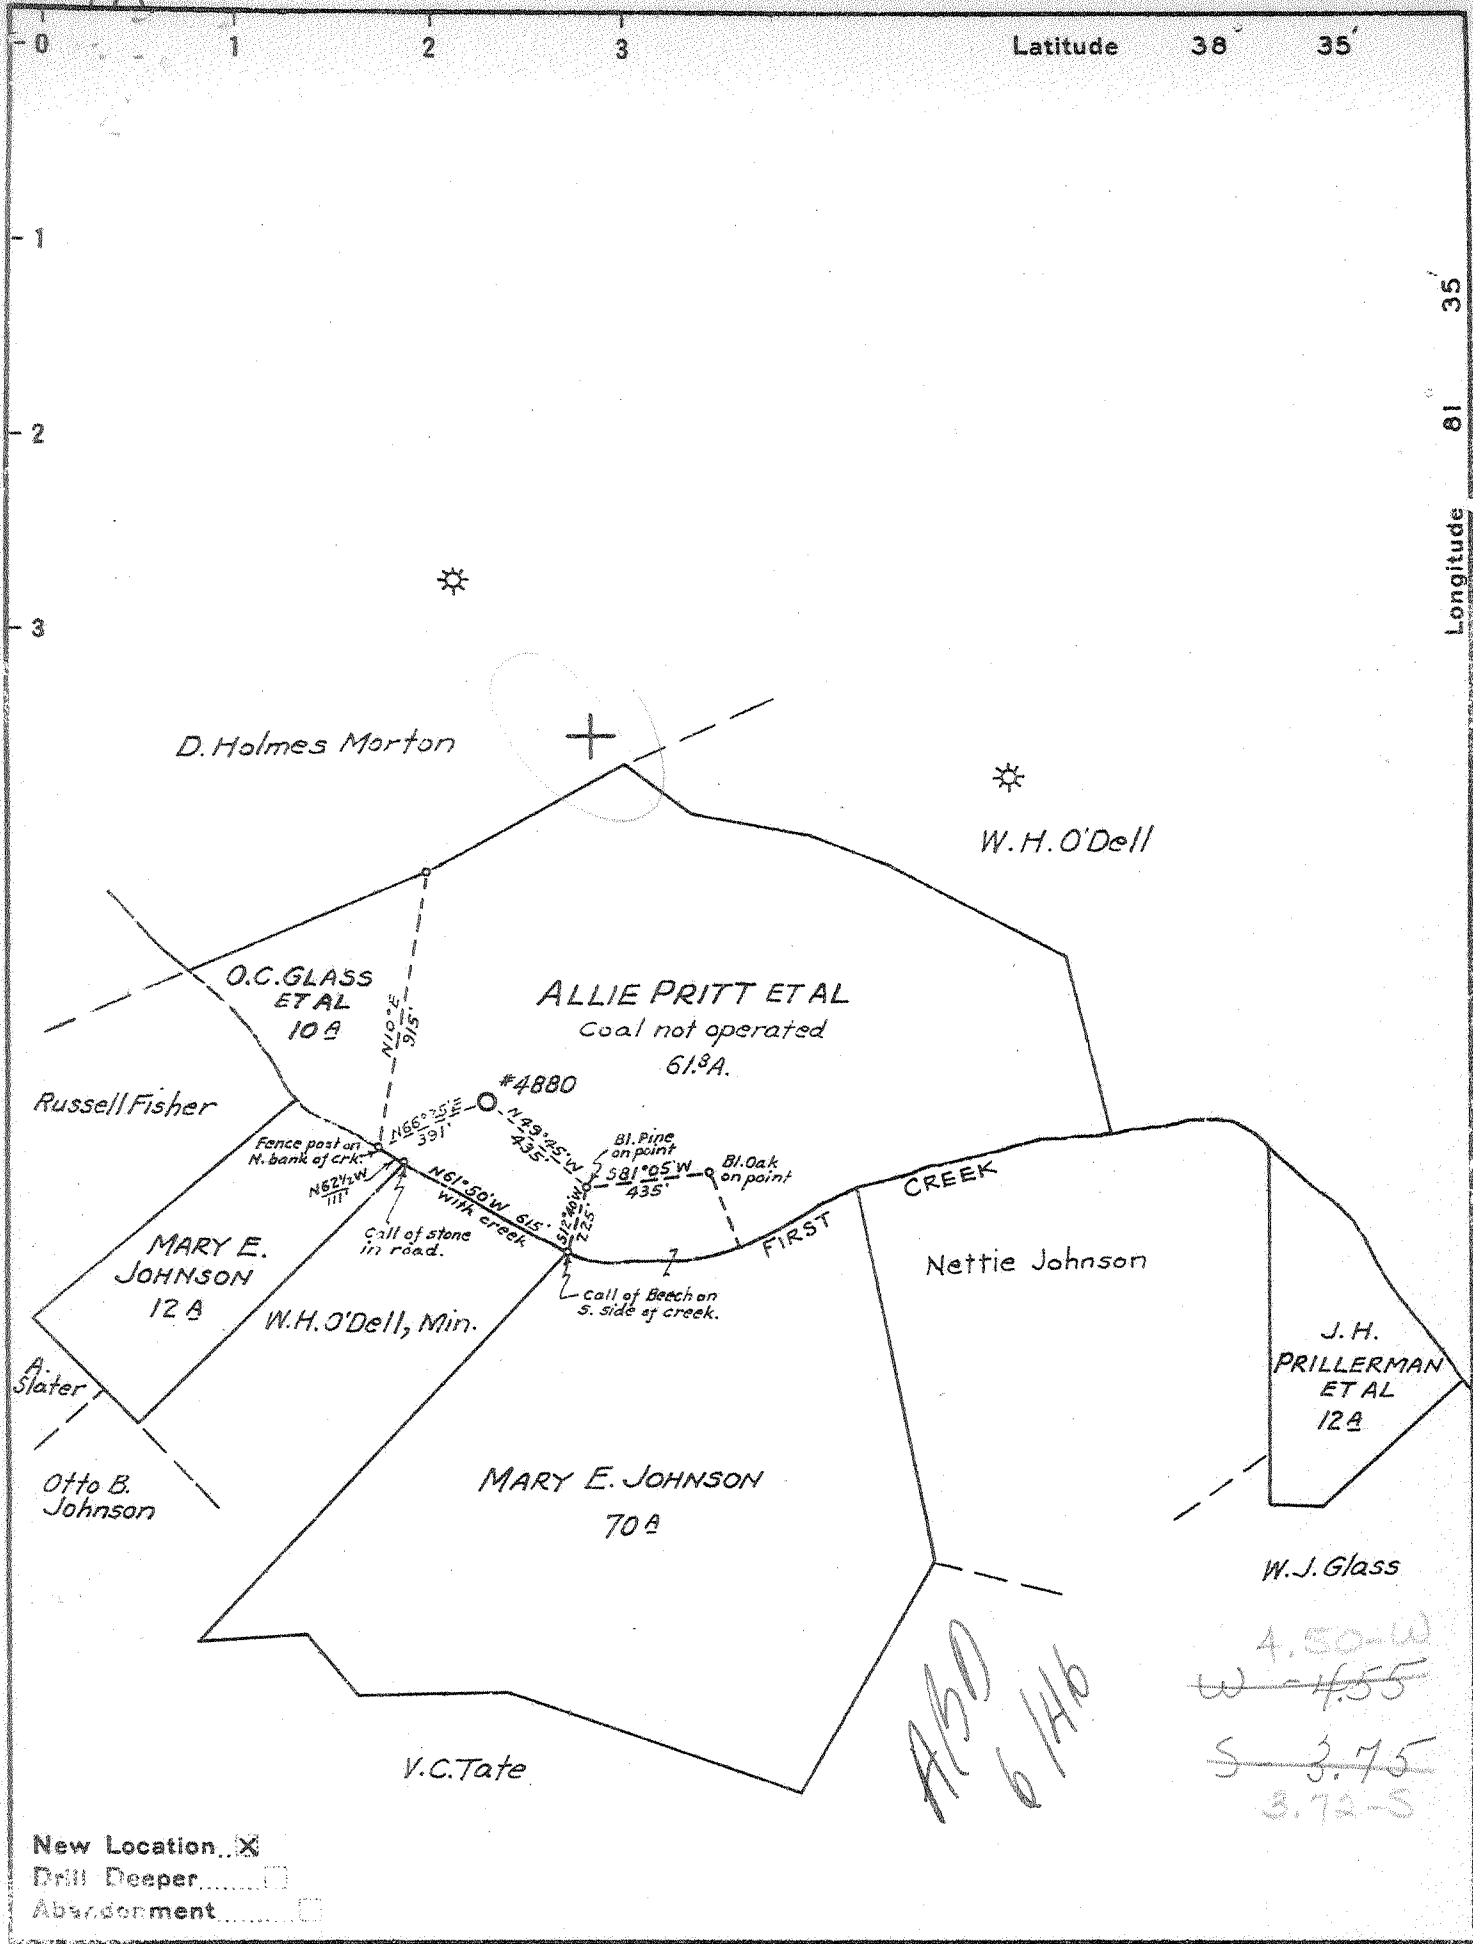 0 1 2 3 Latitude 38° 35'
1
35'
2
81°
Longitude
3
D. Holmes Morton
W. H. O'Dell
O.C. GLASS
ET AL
10 A
N10°E
915'
ALLIE PRITT ET AL
Coal not operated
61.8 A.
#4880
Russell Fisher
N66°35'E
391'
N49°45'W
435'
Fence post on
N. bank of crk.
N62½W
111'
Bl. Pine
on point
S81°05'W
435'
Bl. Oak
on point
N61°50'W 615'
with creek
S12°40'W
225'
FIRST CREEK
Call of stone
in road.
Call of Beech on
S. side of creek.
MARY E.
JOHNSON
12 A
W.H. O'Dell, Min.
Nettie Johnson
J. H.
PRILLERMAN
ET AL
12 A
A.
Slater
Otto B.
Johnson
MARY E. JOHNSON
70 A
W. J. Glass
ABD
6/46
4.50-W
W - 4.55
S 3.75
3.72-S
V. C. Tate
New Location..X
Drill Deeper
Abandonment